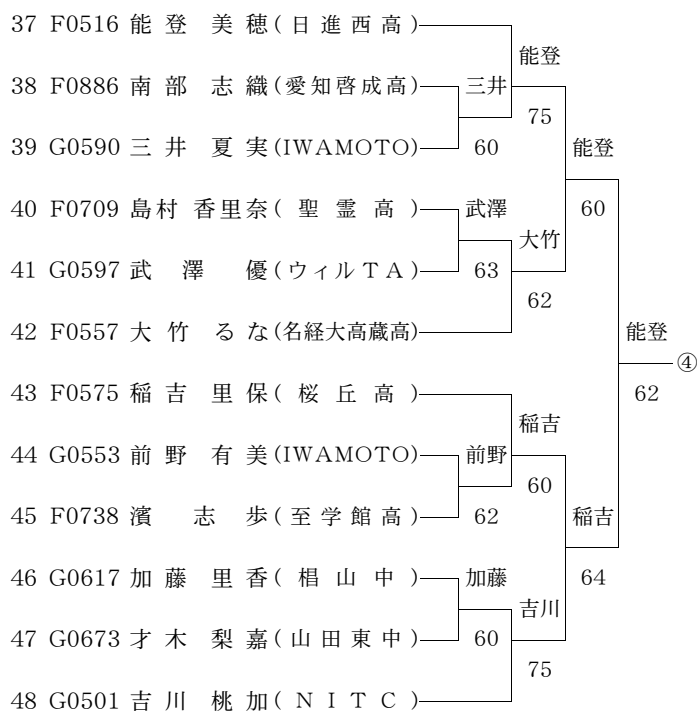 37 F0516 能登 美穂(日進西高)
能登
38 F0886 南部 志織(愛知啓成高) 三井
75
39 G0590 三井 夏実(IWAMOTO) 60 能登
40 F0709 島村 香里奈(聖霊高) 武澤 60
大竹
41 G0597 武澤 優(ウィルTA) 63
62
42 F0557 大竹 るな(名経大高蔵高) 能登
④
43 F0575 稲吉 里保(桜丘高) 62
稲吉
44 G0553 前野 有美(IWAMOTO) 前野
60
45 F0738 濱 志歩(至学館高) 62 稲吉
46 G0617 加藤 里香(椙山中) 加藤 64
吉川
47 G0673 才木 梨嘉(山田東中) 60
75
48 G0501 吉川 桃加(NITC)